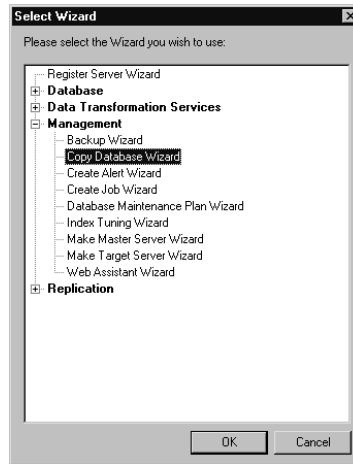 Select Wizard
Please select the Wizard you wish to use:
Register Server Wizard
Database
Data Transformation Services
Management
Backup Wizard
Copy Database Wizard
Create Alert Wizard
Create Job Wizard
Database Maintenance Plan Wizard
Index Tuning Wizard
Make Master Server Wizard
Make Target Server Wizard
Web Assistant Wizard
Replication
OK Cancel